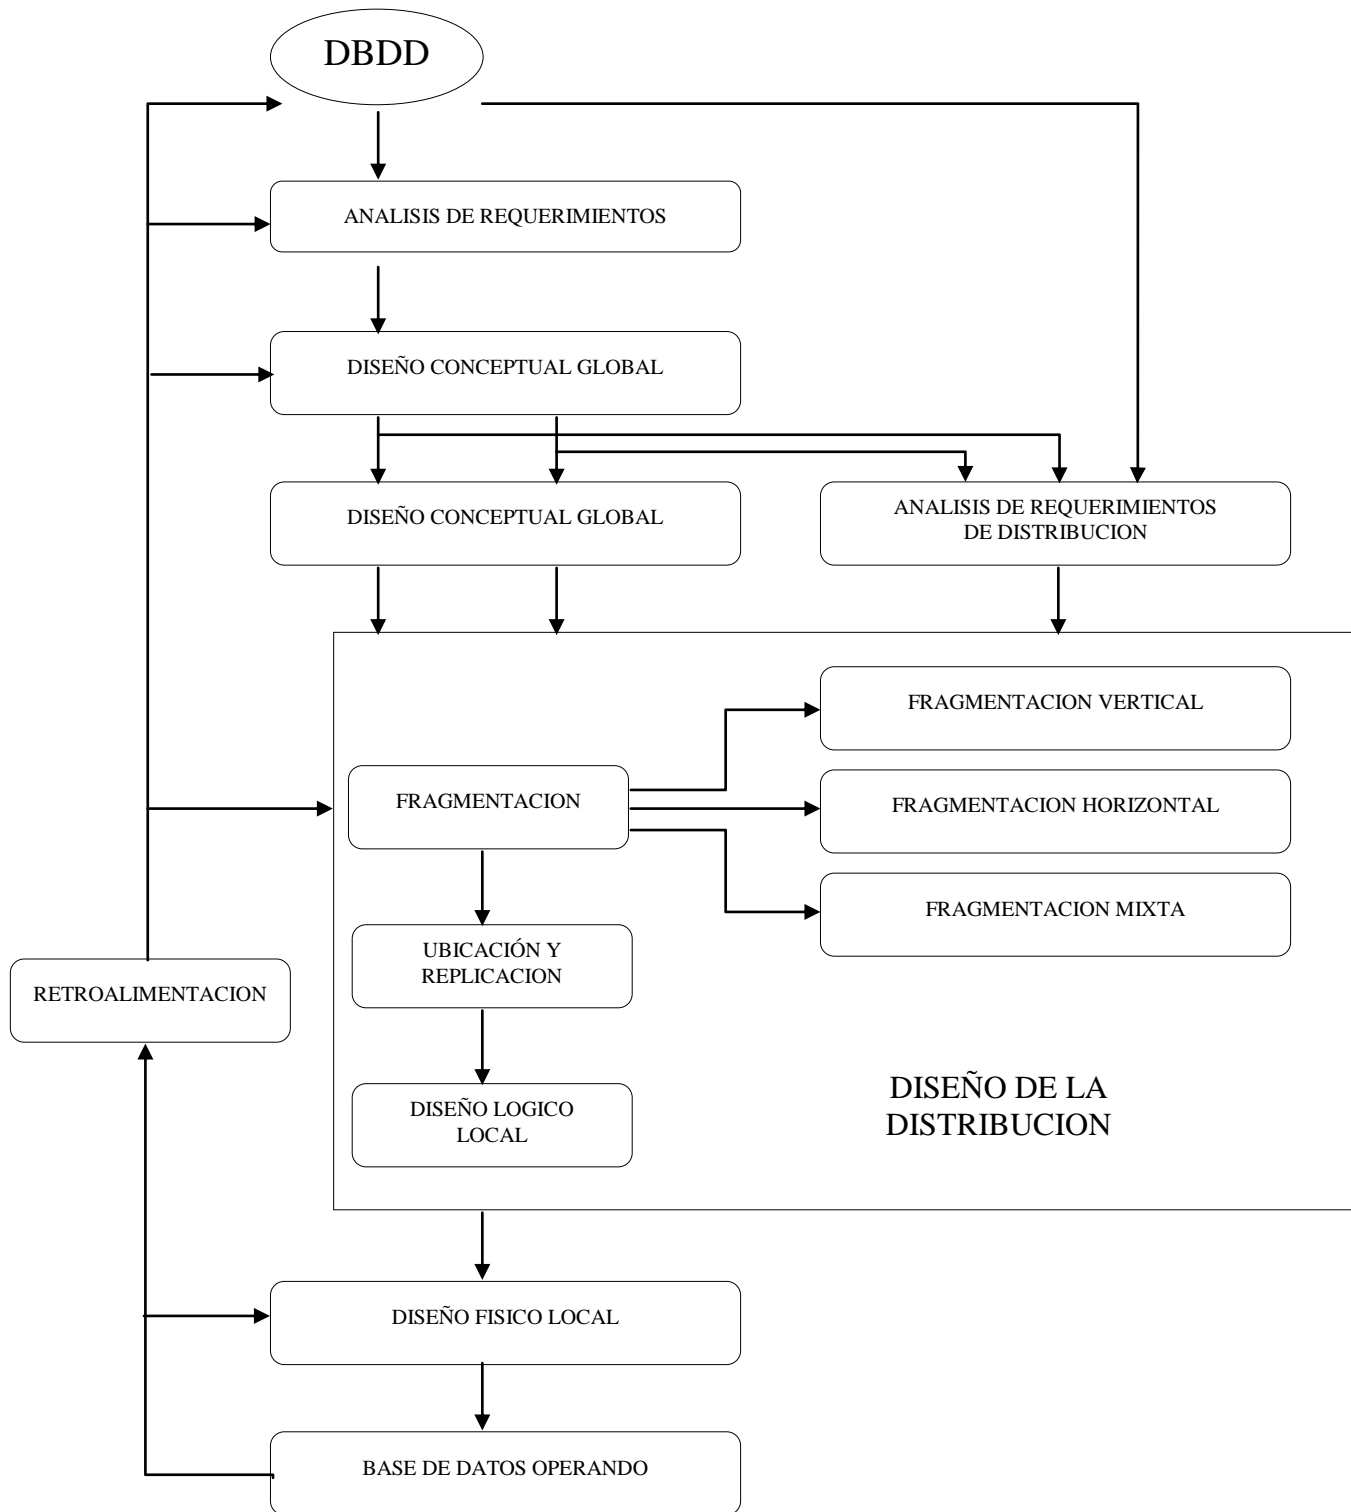 DBDD
ANALISIS DE REQUERIMIENTOS
DISEÑO CONCEPTUAL GLOBAL
DISEÑO CONCEPTUAL GLOBAL
ANALISIS DE REQUERIMIENTOS
DE DISTRIBUCION
FRAGMENTACION VERTICAL
FRAGMENTACION
FRAGMENTACION HORIZONTAL
FRAGMENTACION MIXTA
UBICACIÓN Y
REPLICACION
RETROALIMENTACION
DISEÑO LOGICO
LOCAL
DISEÑO DE LA
DISTRIBUCION
DISEÑO FISICO LOCAL
BASE DE DATOS OPERANDO